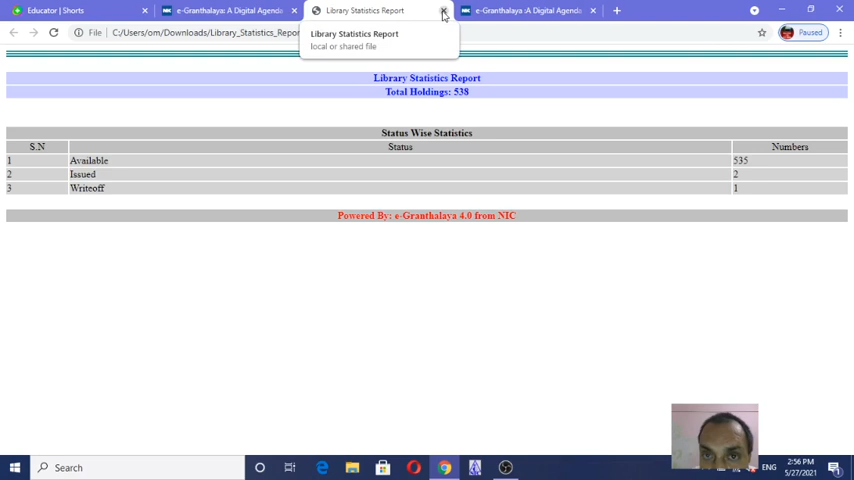 Educator | Shorts
e-Granthalaya: A Digital Agenda
Library Statistics Report
e-Granthalaya :A Digital Agenda
File
C:/Users/om/Downloads/Library_Statistics_Repor
Paused
Library Statistics Report
local or shared file
Library Statistics Report
Total Holdings: 538
Status Wise Statistics
S.N Status Numbers
1 Available 535
2 Issued 2
3 Writeoff 1
Powered By: e-Granthalaya 4.0 from NIC
Search
ENG
2:56 PM
5/27/2021